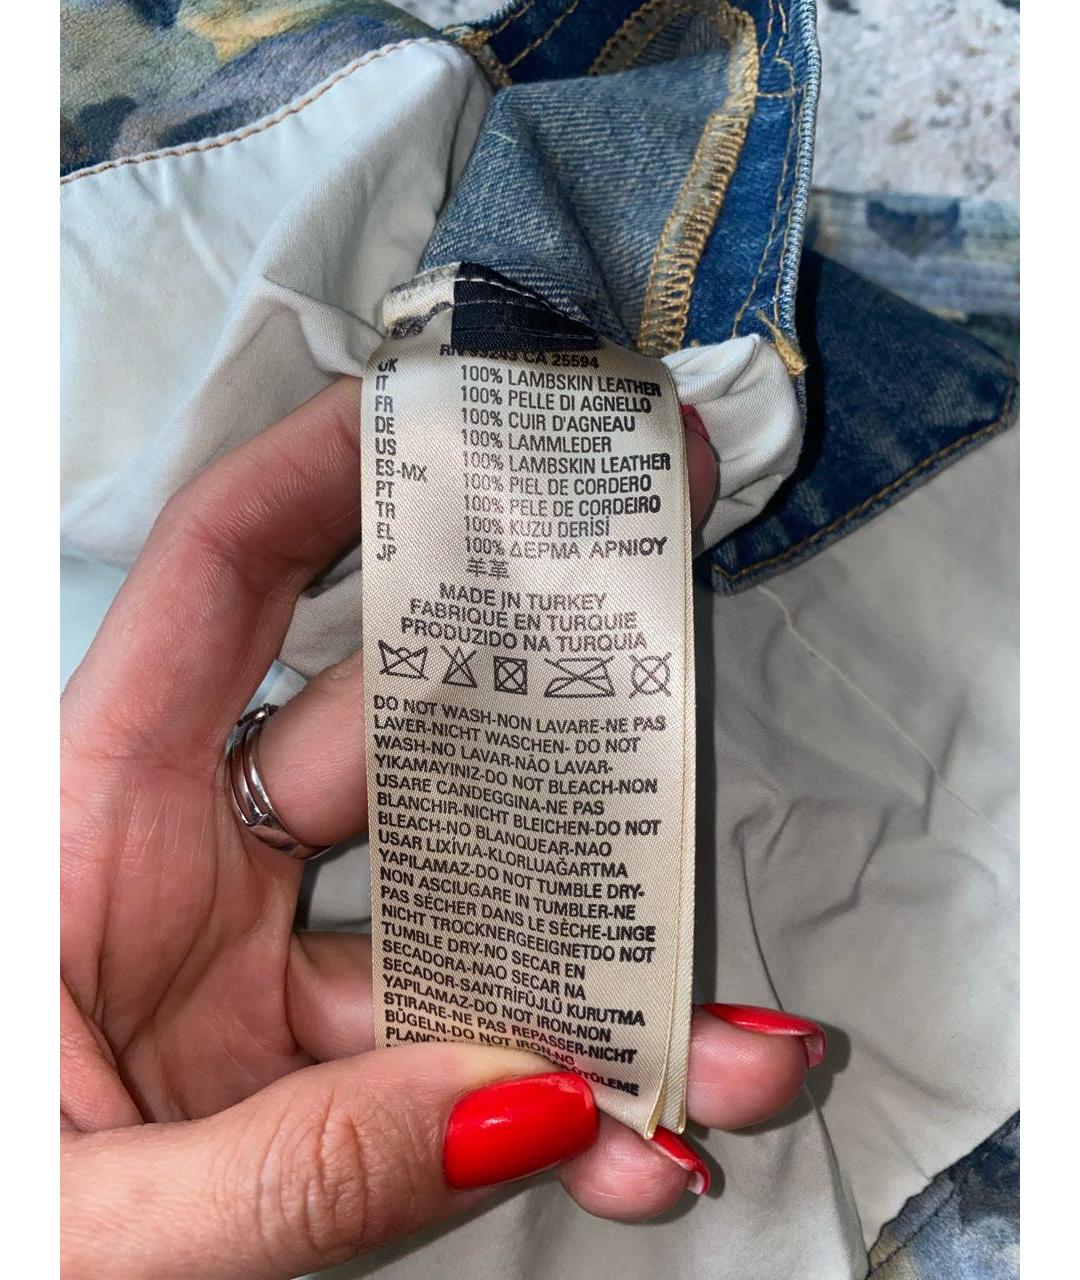 CA 25594
UK 100% LAMBSKIN LEATHER
IT 100% PELLE DI AGNELLO
FR 100% CUIR D'AGNEAU
DE 100% LAMMLEDER
US 100% LAMBSKIN LEATHER
ES-MX 100% PIEL DE CORDERO
PT 100% PELE DE CORDEIRO
TR 100% KUZU DERİSİ
EL 100% ΔΕΡΜΑ ΑΡΝΙΟΥ
JP 羊革
MADE IN TURKEY
FABRIQUE EN TURQUIE
PRODUZIDO NA TURQUIA
DO NOT WASH-NON LAVARE-NE PAS
LAVER-NICHT WASCHEN- DO NOT
WASH-NO LAVAR-NÃO LAVAR-
YIKAMAYINIZ-DO NOT BLEACH-NON
USARE CANDEGGINA-NE PAS
BLANCHIR-NICHT BLEICHEN-DO NOT
BLEACH-NO BLANQUEAR-NAO
USAR LIXÍVIA-KLORLUAĞARTMA
YAPILAMAZ-DO NOT TUMBLE DRY-
NON ASCIUGARE IN TUMBLER-NE
PAS SÉCHER DANS LE SÈCHE-LINGE
NICHT TROCKNERGEEIGNETDO NOT
TUMBLE DRY-NO SECAR EN
SECADORA-NAO SECAR NA
SECADOR-SANTRİFÜJLÜ KURUTMA
YAPILAMAZ-DO NOT IRON-NON
STIRARE-NE PAS REPASSER-NICHT
BÜGELN-DO NOT IRON-NO